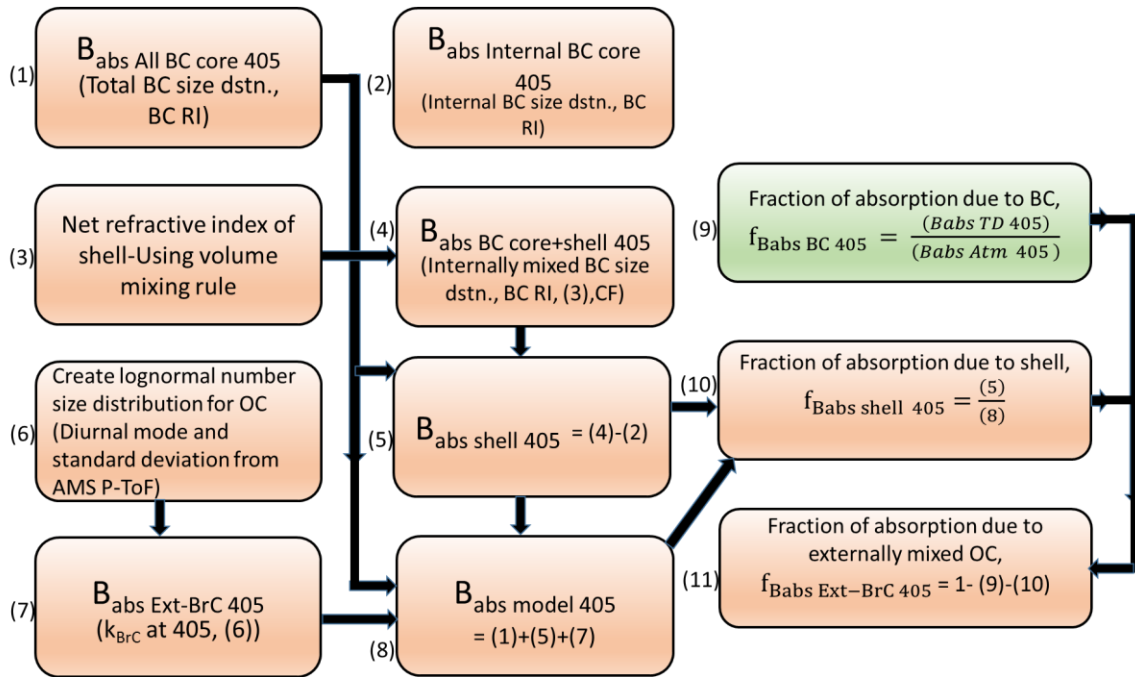 (1)
B_abs All BC core 405
(Total BC size dstn.,
BC RI)
(2)
B_abs Internal BC core
405
(Internal BC size dstn., BC
RI)
(3)
Net refractive index of
shell-Using volume
mixing rule
(4)
B_abs BC core+shell 405
(Internally mixed BC size
dstn., BC RI, (3),CF)
(9)
Fraction of absorption due to BC,
f_Babs BC 405 = (Babs TD 405) / (Babs Atm 405)
(6)
Create lognormal number
size distribution for OC
(Diurnal mode and
standard deviation from
AMS P-ToF)
(5)
B_abs shell 405 = (4)-(2)
(10)
Fraction of absorption due to shell,
f_Babs shell 405 = (5) / (8)
(7)
B_abs Ext-BrC 405
(k_BrC at 405, (6))
(8)
B_abs model 405
= (1)+(5)+(7)
(11)
Fraction of absorption due to
externally mixed OC,
f_Babs Ext−BrC 405 = 1- (9)-(10)